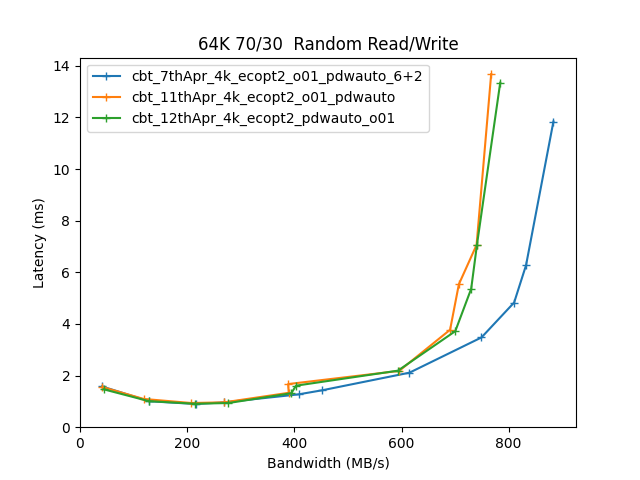 64K 70/30  Random Read/Write
cbt_7thApr_4k_ecopt2_o01_pdwauto_6+2
cbt_11thApr_4k_ecopt2_o01_pdwauto
cbt_12thApr_4k_ecopt2_pdwauto_o01
Latency (ms)
14
12
10
8
6
4
2
0
0 200 400 600 800
Bandwidth (MB/s)